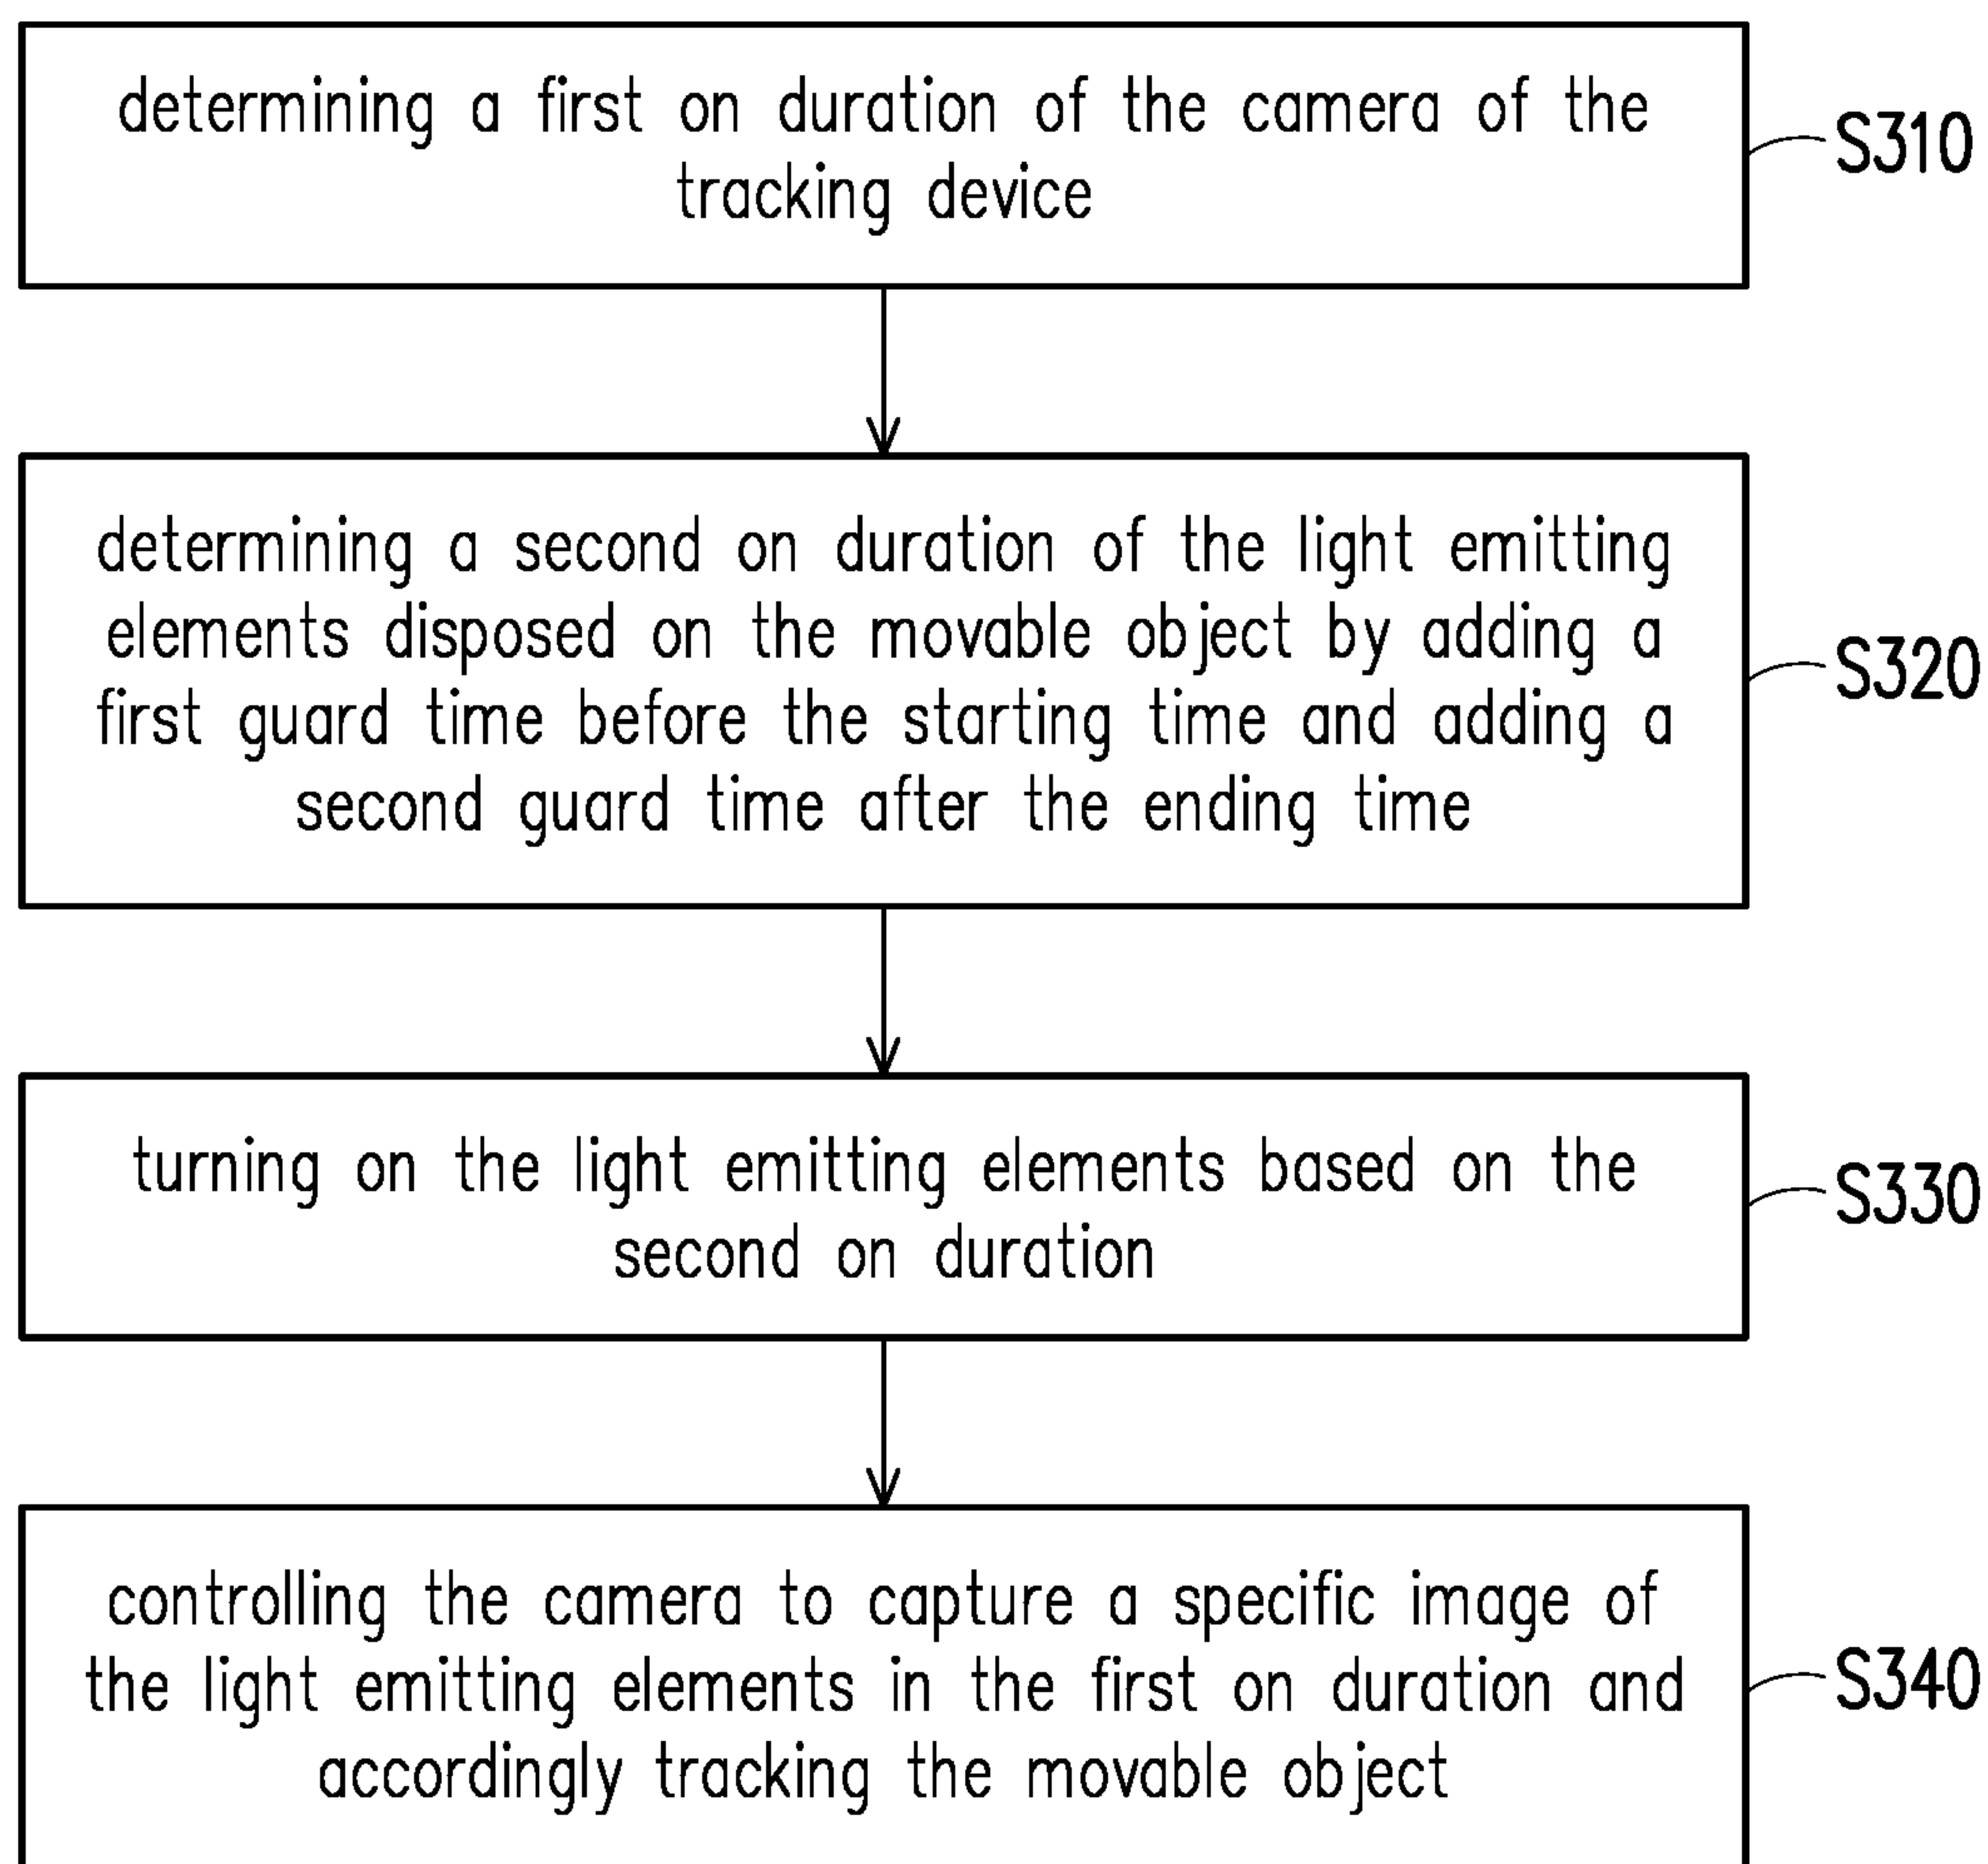 determining a first on duration of the camera of the
tracking device
S310
determining a second on duration of the light emitting
elements disposed on the movable object by adding a
first guard time before the starting time and adding a
second guard time after the ending time
S320
turning on the light emitting elements based on the
second on duration
S330
controlling the camera to capture a specific image of
the light emitting elements in the first on duration and
accordingly tracking the movable object
S340